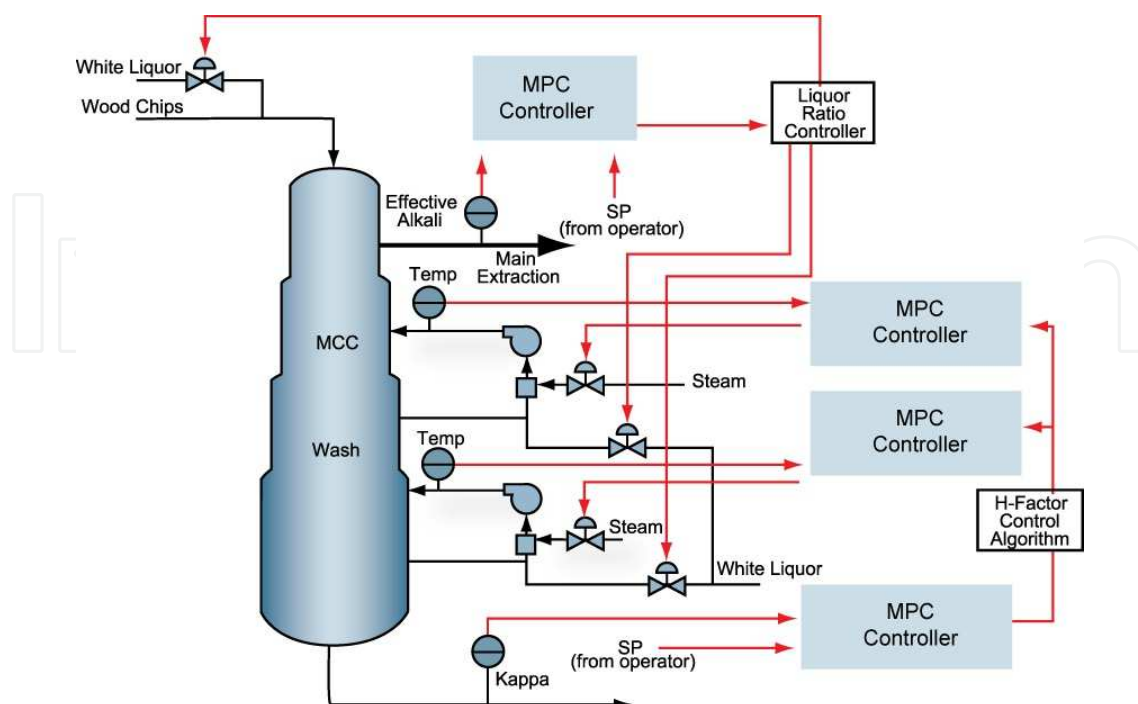 White Liquor
Wood Chips
MPC
Controller
Liquor
Ratio
Controller
Effective
Alkali
SP
(from operator)
Main
Extraction
Temp
MPC
Controller
MCC
Steam
MPC
Controller
Temp
Wash
H-Factor
Control
Algorithm
Steam
White Liquor
MPC
Controller
SP
(from operator)
Kappa